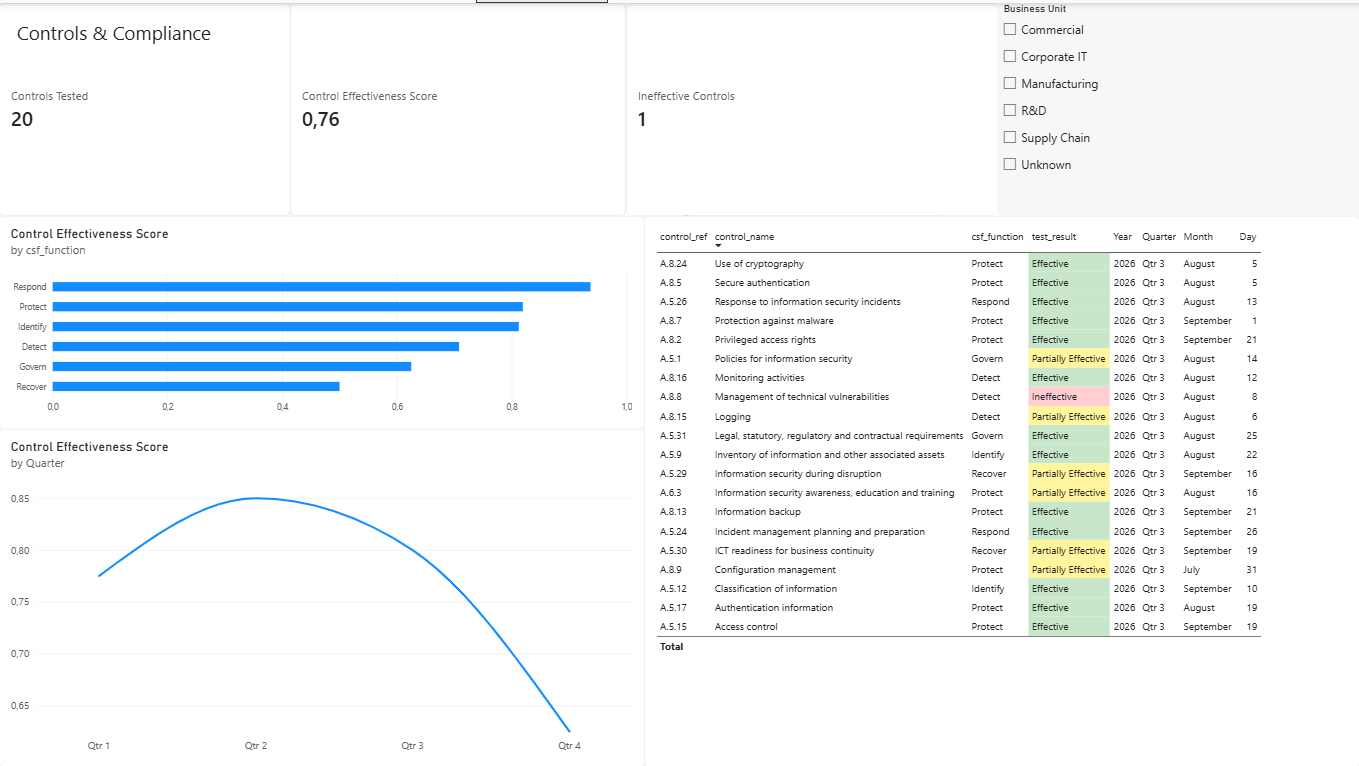 Controls & Compliance
Controls Tested
20
Control Effectiveness Score
0,76
Ineffective Controls
1
Business Unit
Commercial
Corporate IT
Manufacturing
R&D
Supply Chain
Unknown
Control Effectiveness Score
by csf_function
Respond
Protect
Identify
Detect
Govern
Recover
0,0 0,2 0,4 0,6 0,8 1,0
Control Effectiveness Score
by Quarter
0,85
0,80
0,75
0,70
0,65
Qtr 1 Qtr 2 Qtr 3 Qtr 4
control_ref control_name csf_function test_result Year Quarter Month Day
A.8.24 Use of cryptography Protect Effective 2026 Qtr 3 August 5
A.8.5 Secure authentication Protect Effective 2026 Qtr 3 August 5
A.5.26 Response to information security incidents Respond Effective 2026 Qtr 3 August 13
A.8.7 Protection against malware Protect Effective 2026 Qtr 3 September 1
A.8.2 Privileged access rights Protect Effective 2026 Qtr 3 September 21
A.5.1 Policies for information security Govern Partially Effective 2026 Qtr 3 August 14
A.8.16 Monitoring activities Detect Effective 2026 Qtr 3 August 12
A.8.8 Management of technical vulnerabilities Detect Ineffective 2026 Qtr 3 August 8
A.8.15 Logging Detect Partially Effective 2026 Qtr 3 August 6
A.5.31 Legal, statutory, regulatory and contractual requirements Govern Effective 2026 Qtr 3 August 25
A.5.9 Inventory of information and other associated assets Identify Effective 2026 Qtr 3 August 22
A.5.29 Information security during disruption Recover Partially Effective 2026 Qtr 3 September 16
A.6.3 Information security awareness, education and training Protect Partially Effective 2026 Qtr 3 August 16
A.8.13 Information backup Protect Effective 2026 Qtr 3 September 21
A.5.24 Incident management planning and preparation Respond Effective 2026 Qtr 3 September 26
A.5.30 ICT readiness for business continuity Recover Partially Effective 2026 Qtr 3 September 19
A.8.9 Configuration management Protect Partially Effective 2026 Qtr 3 July 31
A.5.12 Classification of information Identify Effective 2026 Qtr 3 September 10
A.5.17 Authentication information Protect Effective 2026 Qtr 3 August 19
A.5.15 Access control Protect Effective 2026 Qtr 3 September 19
Total